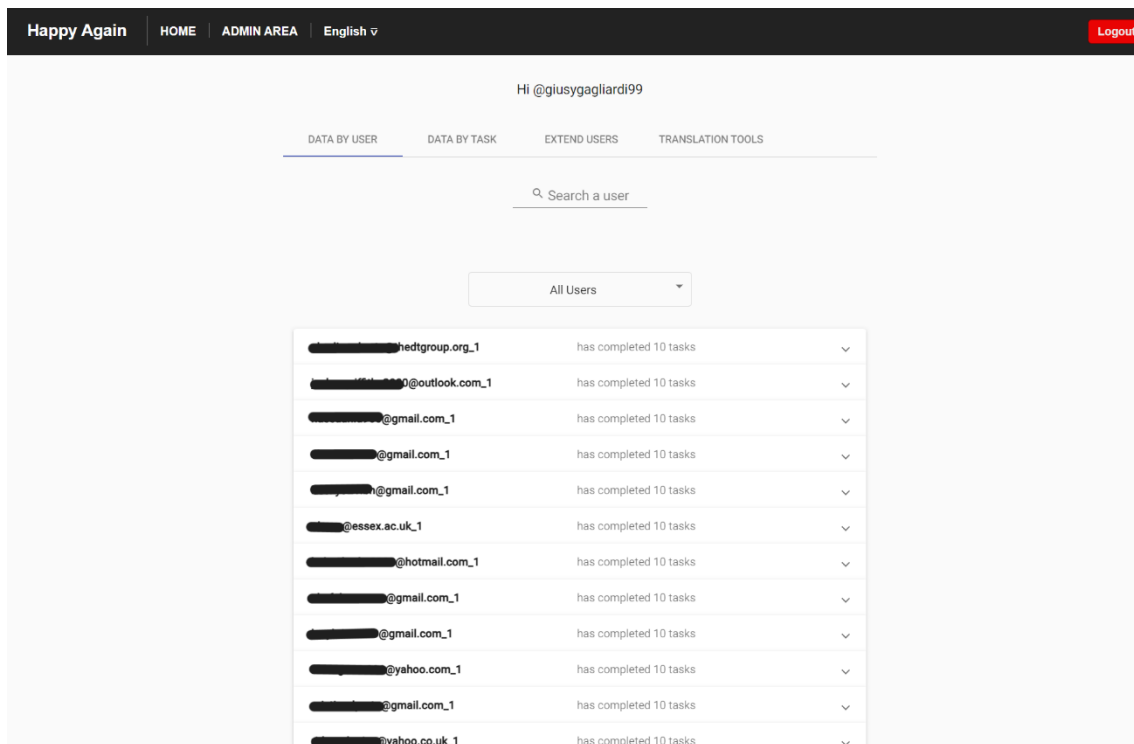 Happy Again HOME ADMIN AREA English Logout
Hi @giusygagliardi99
DATA BY USER DATA BY TASK EXTEND USERS TRANSLATION TOOLS
Search a user
All Users
hedtgroup.org_1 has completed 10 tasks
0@outlook.com_1 has completed 10 tasks
@gmail.com_1 has completed 10 tasks
@gmail.com_1 has completed 10 tasks
n@gmail.com_1 has completed 10 tasks
@essex.ac.uk_1 has completed 10 tasks
@hotmail.com_1 has completed 10 tasks
@gmail.com_1 has completed 10 tasks
@gmail.com_1 has completed 10 tasks
@yahoo.com_1 has completed 10 tasks
@gmail.com_1 has completed 10 tasks
@yahoo.co.uk_1 has completed 10 tasks